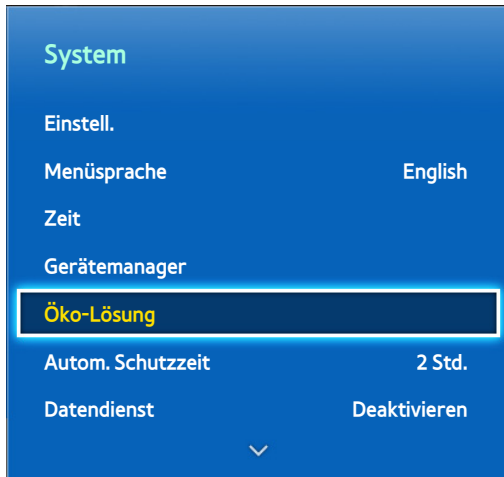 System
Einstell.
Menüsprache English
Zeit
Gerätemanager
Öko-Lösung
Autom. Schutzzeit 2 Std.
Datendienst Deaktivieren